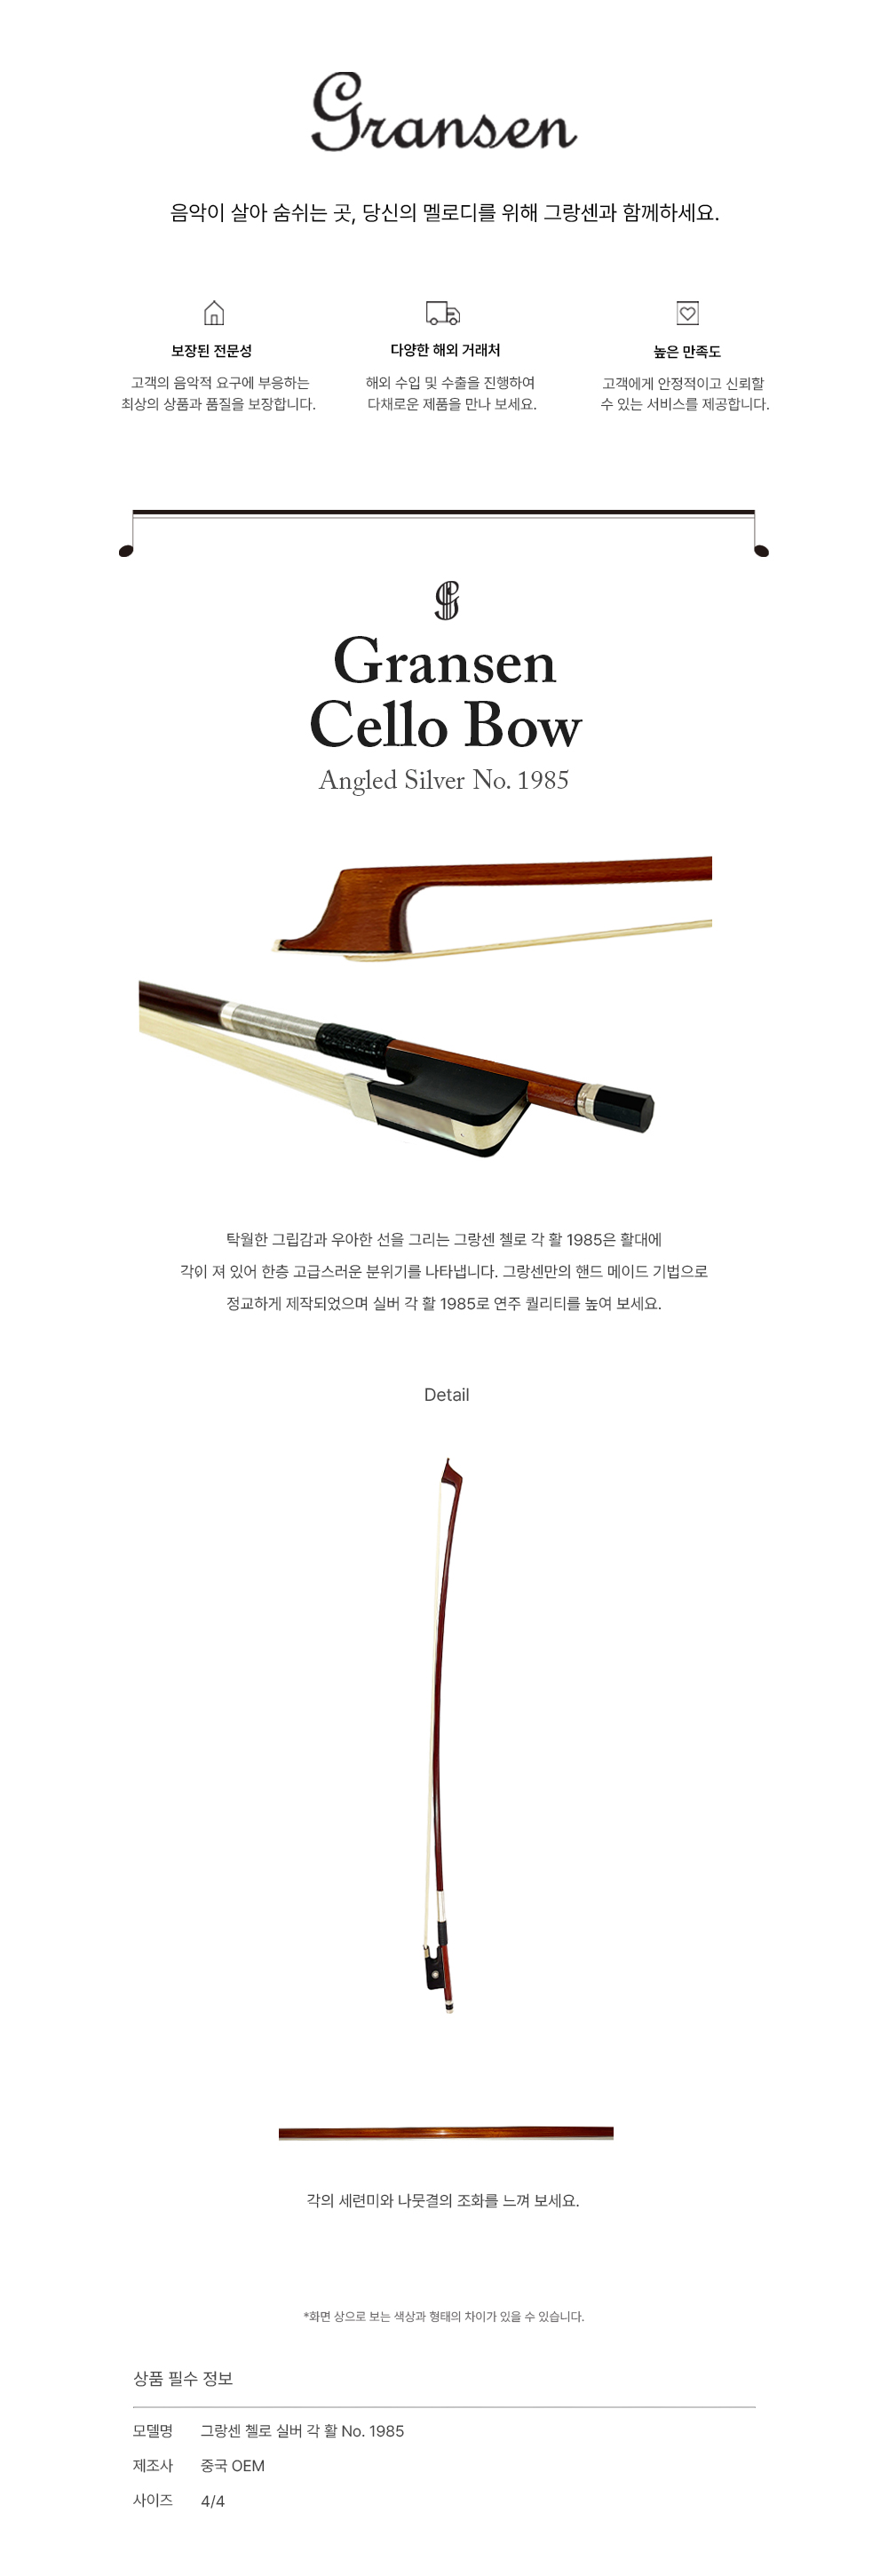 Gransen
음악이 살아 숨쉬는 곳, 당신의 멜로디를 위해 그랑센과 함께하세요.
보장된 전문성
고객의 음악적 요구에 부응하는
최상의 상품과 품질을 보장합니다.
다양한 해외 거래처
해외 수입 및 수출을 진행하여
다채로운 제품을 만나 보세요.
높은 만족도
고객에게 안정적이고 신뢰할
수 있는 서비스를 제공합니다.
Gransen
Cello Bow
Angled Silver No. 1985
탁월한 그립감과 우아한 선을 그리는 그랑센 첼로 각 활 1985은 활대에
각이 져 있어 한층 고급스러운 분위기를 나타냅니다. 그랑센만의 핸드 메이드 기법으로
정교하게 제작되었으며 실버 각 활 1985로 연주 퀄리티를 높여 보세요.
Detail
각의 세련미와 나뭇결의 조화를 느껴 보세요.
*화면 상으로 보는 색상과 형태의 차이가 있을 수 있습니다.
상품 필수 정보
모델명 그랑센 첼로 실버 각 활 No. 1985
제조사 중국 OEM
사이즈 4/4